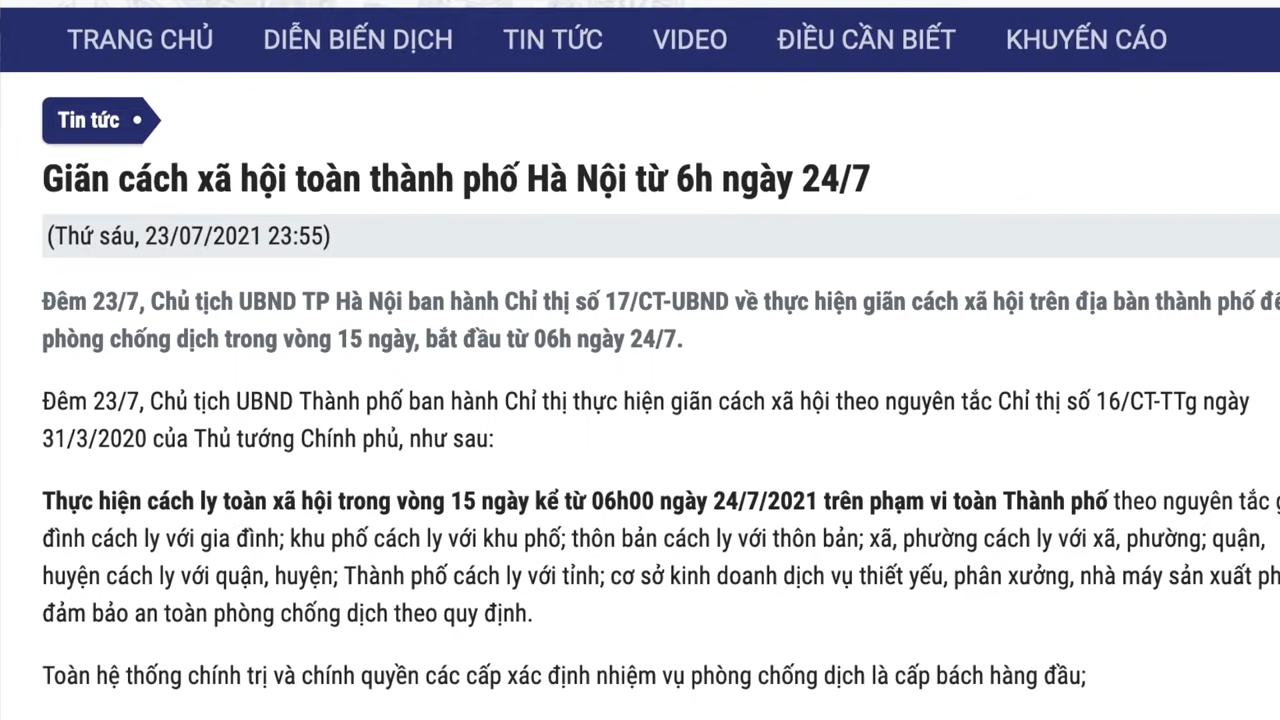 TRANG CHỦ DIỄN BIẾN DỊCH TIN TỨC VIDEO ĐIỀU CẦN BIẾT KHUYẾN CÁO
Tin tức •
Giãn cách xã hội toàn thành phố Hà Nội từ 6h ngày 24/7
(Thứ sáu, 23/07/2021 23:55)
Đêm 23/7, Chủ tịch UBND TP Hà Nội ban hành Chỉ thị số 17/CT-UBND về thực hiện giãn cách xã hội trên địa bàn thành phố
phòng chống dịch trong vòng 15 ngày, bắt đầu từ 06h ngày 24/7.
Đêm 23/7, Chủ tịch UBND Thành phố ban hành Chỉ thị thực hiện giãn cách xã hội theo nguyên tắc Chỉ thị số 16/CT-TTg ngày
31/3/2020 của Thủ tướng Chính phủ, như sau:
Thực hiện cách ly toàn xã hội trong vòng 15 ngày kể từ 06h00 ngày 24/7/2021 trên phạm vi toàn Thành phố theo nguyên tắc
đình cách ly với gia đình; khu phố cách ly với khu phố; thôn bản cách ly với thôn bản; xã, phường cách ly với xã, phường; quận,
huyện cách ly với quận, huyện; Thành phố cách ly với tỉnh; cơ sở kinh doanh dịch vụ thiết yếu, phân xưởng, nhà máy sản xuất
đảm bảo an toàn phòng chống dịch theo quy định.
Toàn hệ thống chính trị và chính quyền các cấp xác định nhiệm vụ phòng chống dịch là cấp bách hàng đầu;